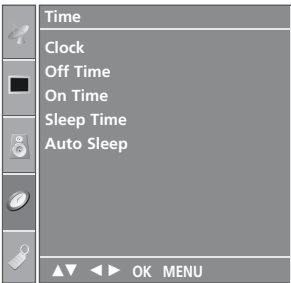 Time
Clock
Off Time
On Time
Sleep Time
Auto Sleep
▲▼ ◄► OK MENU